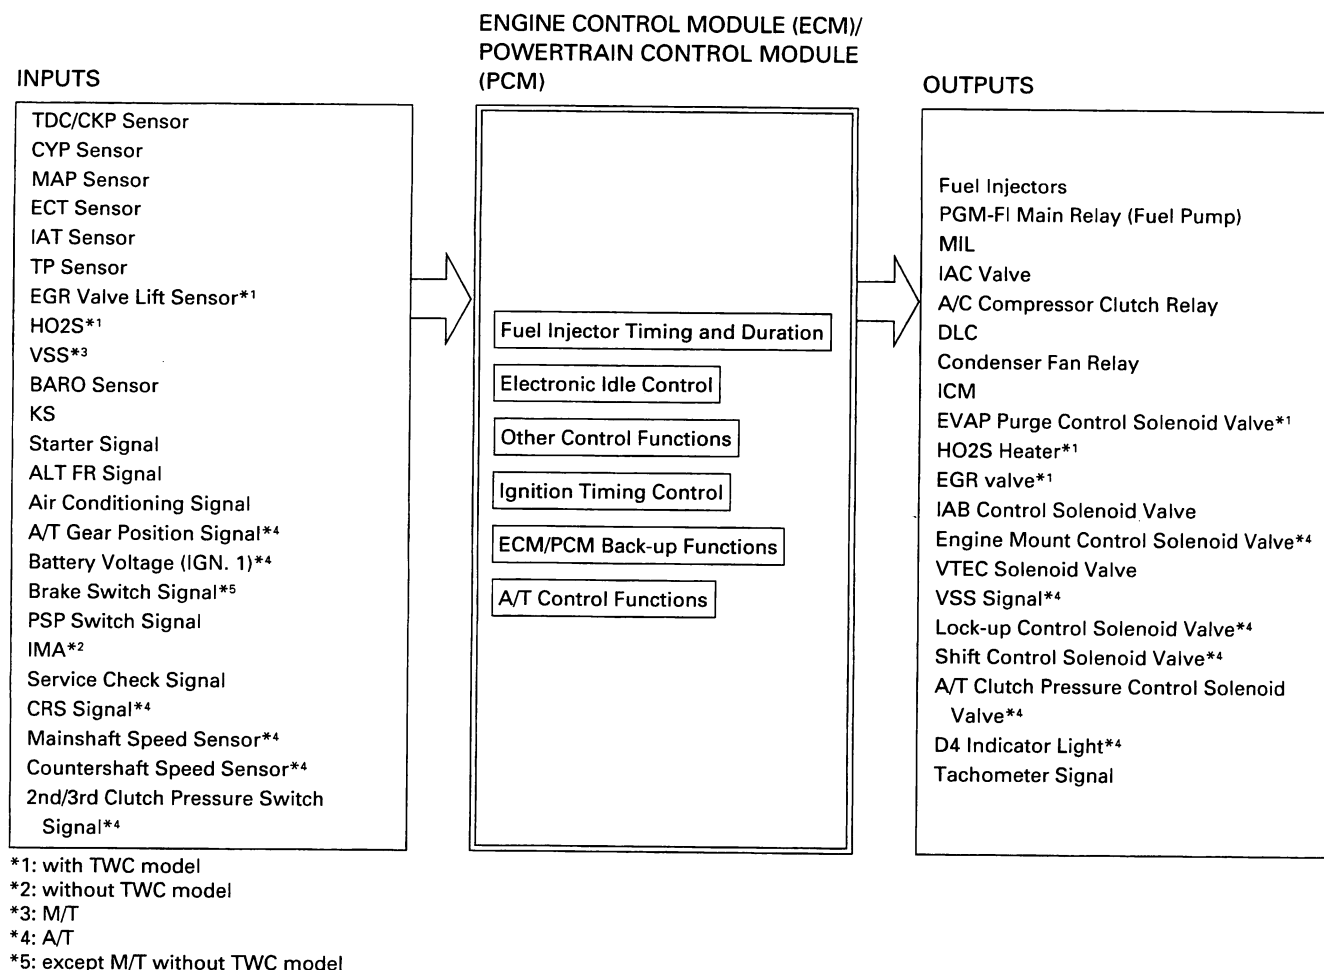 ENGINE CONTROL MODULE (ECM)/
POWERTRAIN CONTROL MODULE
(PCM)
INPUTS
TDC/CKP Sensor
CYP Sensor
MAP Sensor
ECT Sensor
IAT Sensor
TP Sensor
EGR Valve Lift Sensor*1
HO2S*1
VSS*3
BARO Sensor
KS
Starter Signal
ALT FR Signal
Air Conditioning Signal
A/T Gear Position Signal*4
Battery Voltage (IGN. 1)*4
Brake Switch Signal*5
PSP Switch Signal
IMA*2
Service Check Signal
CRS Signal*4
Mainshaft Speed Sensor*4
Countershaft Speed Sensor*4
2nd/3rd Clutch Pressure Switch
Signal*4
Fuel Injector Timing and Duration
Electronic Idle Control
Other Control Functions
Ignition Timing Control
ECM/PCM Back-up Functions
A/T Control Functions
OUTPUTS
Fuel Injectors
PGM-FI Main Relay (Fuel Pump)
MIL
IAC Valve
A/C Compressor Clutch Relay
DLC
Condenser Fan Relay
ICM
EVAP Purge Control Solenoid Valve*1
HO2S Heater*1
EGR valve*1
IAB Control Solenoid Valve
Engine Mount Control Solenoid Valve*4
VTEC Solenoid Valve
VSS Signal*4
Lock-up Control Solenoid Valve*4
Shift Control Solenoid Valve*4
A/T Clutch Pressure Control Solenoid
Valve*4
D4 Indicator Light*4
Tachometer Signal
*1: with TWC model
*2: without TWC model
*3: M/T
*4: A/T
*5: except M/T without TWC model